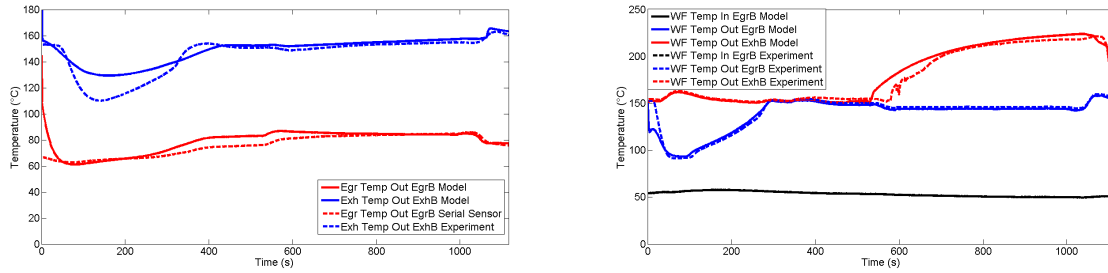 180
160
140
120
100
80
60
40
20
0
Temperature (°C)
0
200
400
600
800
1000
Time (s)
Egr Temp Out EgrB Model
Exh Temp Out ExhB Model
Egr Temp Out EgrB Serial Sensor
Exh Temp Out ExhB Experiment
250
200
150
100
50
0
Temperature (°C)
0
200
400
600
800
1000
Time (s)
WF Temp In EgrB Model
WF Temp Out EgrB Model
WF Temp Out ExhB Model
WF Temp In EgrB Experiment
WF Temp Out EgrB Experiment
WF Temp Out ExhB Experiment